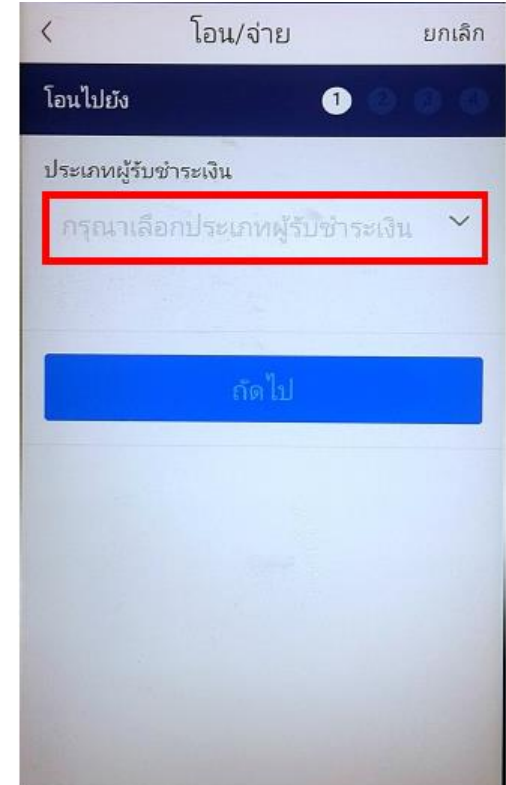 < โอน/จ่าย ยกเลิก
โอนไปยัง 1 2 3 4
ประเภทผู้รับชำระเงิน
กรุณาเลือกประเภทผู้รับชำระเงิน
ถัดไป